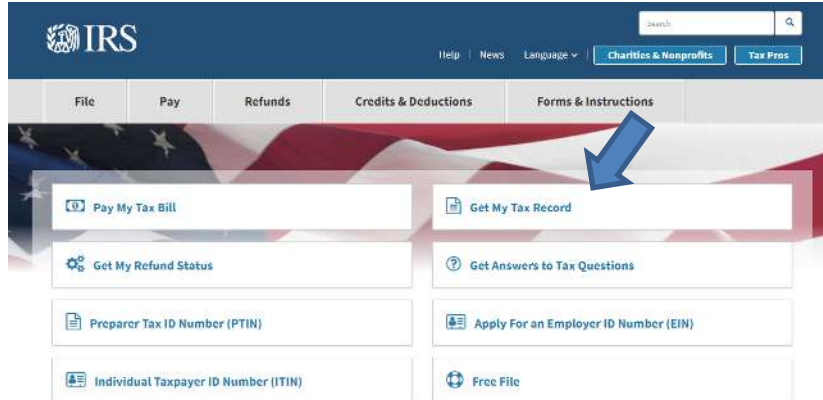 Search
IRS
Help News Language Charities & Nonprofits Tax Pros
File Pay Refunds Credits & Deductions Forms & Instructions
Pay My Tax Bill Get My Tax Record
Get My Refund Status Get Answers to Tax Questions
Preparer Tax ID Number (PTIN) Apply For an Employer ID Number (EIN)
Individual Taxpayer ID Number (ITIN) Free File